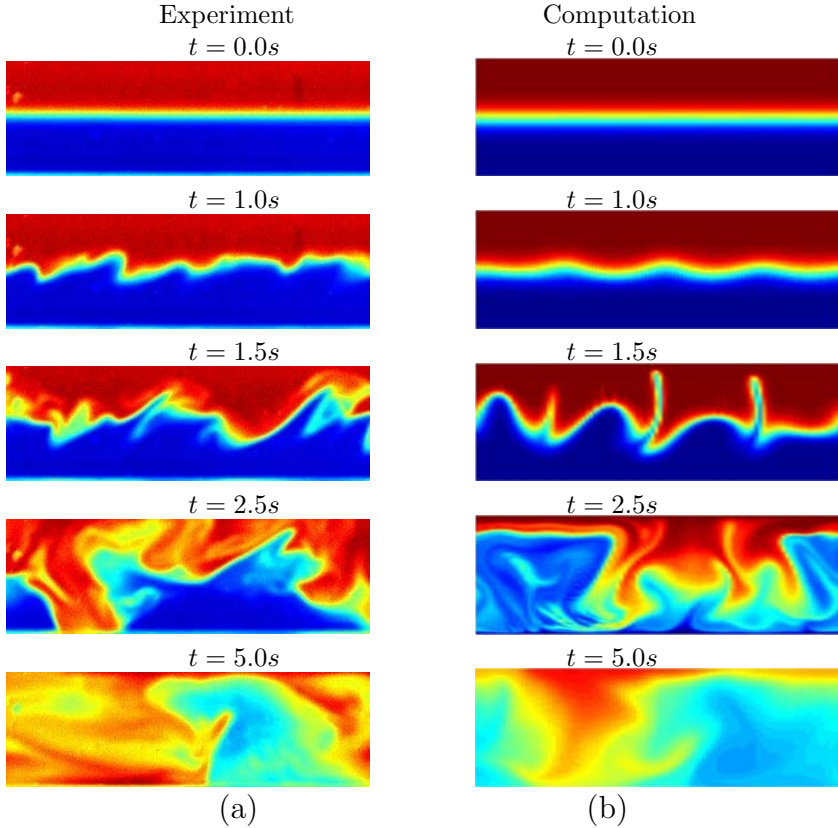 Experiment Computation
t = 0.0s t = 0.0s
t = 1.0s t = 1.0s
t = 1.5s t = 1.5s
t = 2.5s t = 2.5s
t = 5.0s t = 5.0s
(a) (b)